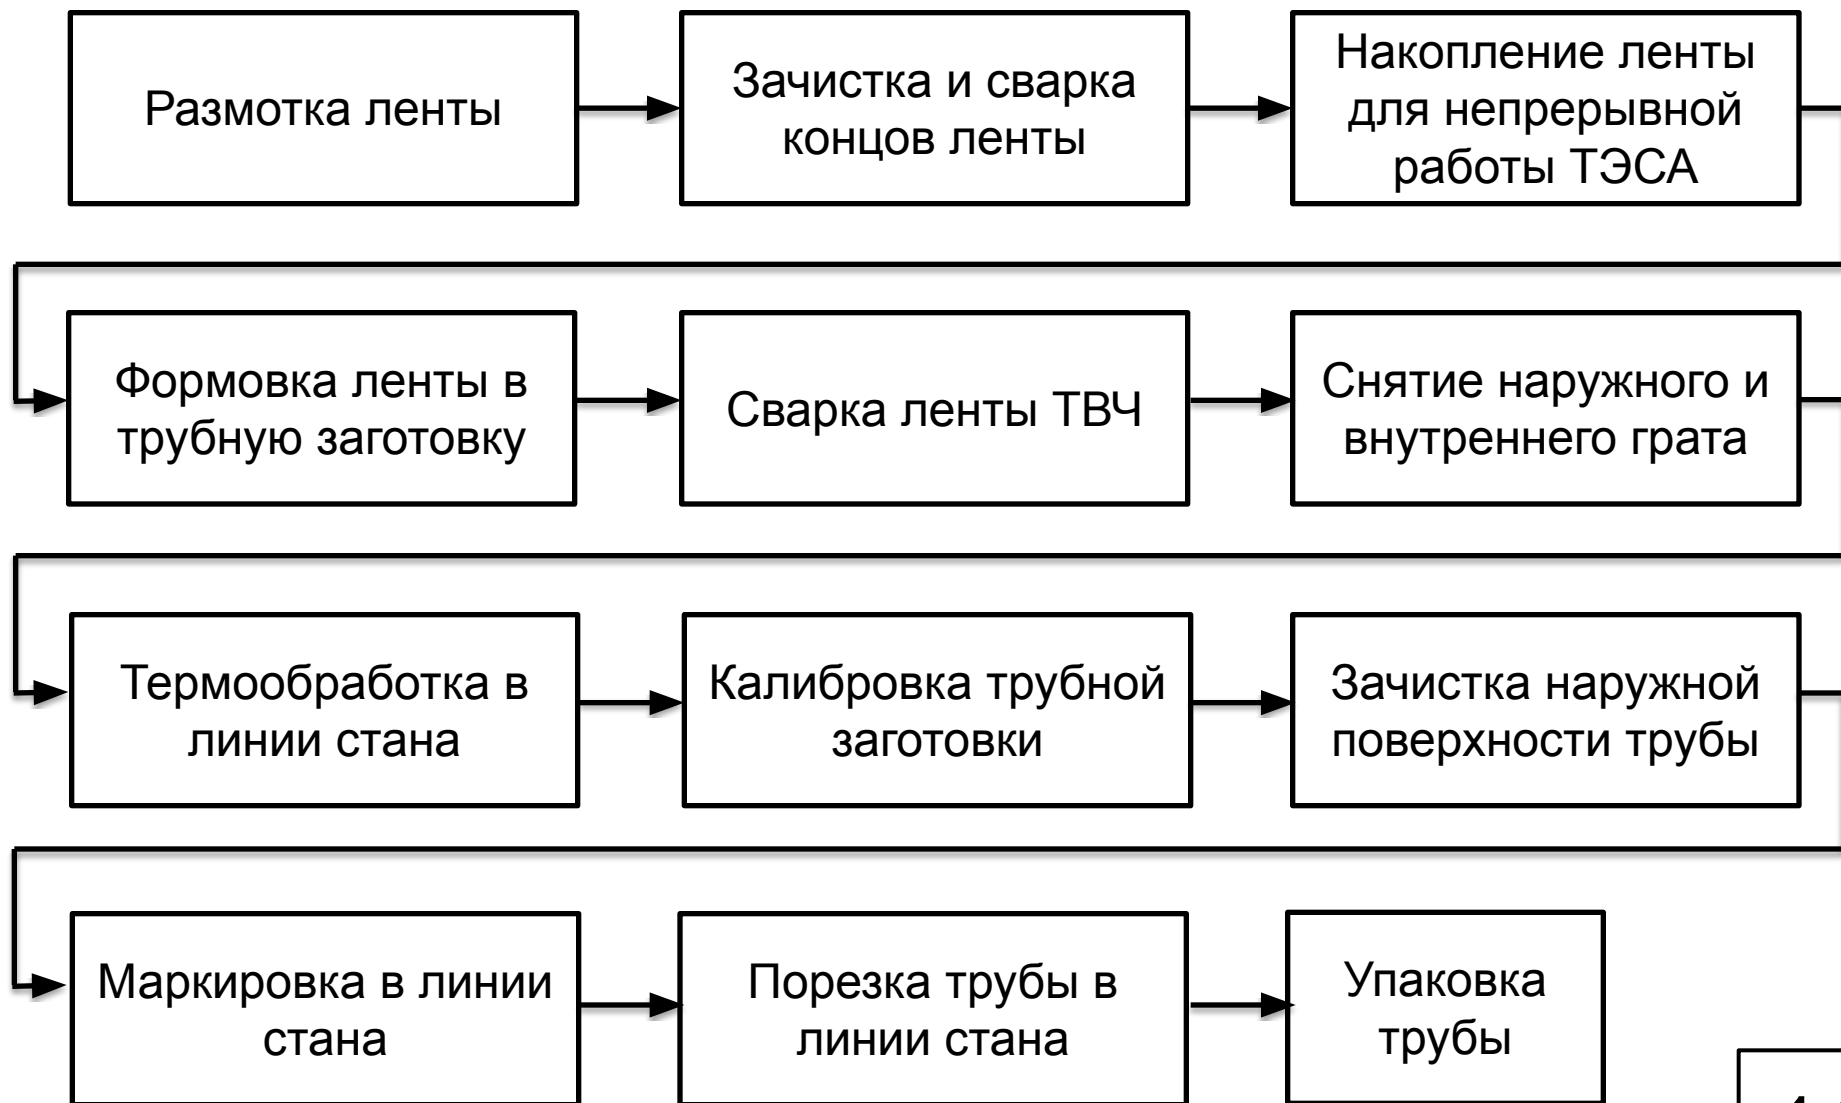 Размотка ленты
Зачистка и сварка
концов ленты
Накопление ленты
для непрерывной
работы ТЭСА
Формовка ленты в
трубную заготовку
Сварка ленты ТВЧ
Снятие наружного и
внутреннего грата
Термообработка в
линии стана
Калибровка трубной
заготовки
Зачистка наружной
поверхности трубы
Маркировка в линии
стана
Порезка трубы в
линии стана
Упаковка
трубы